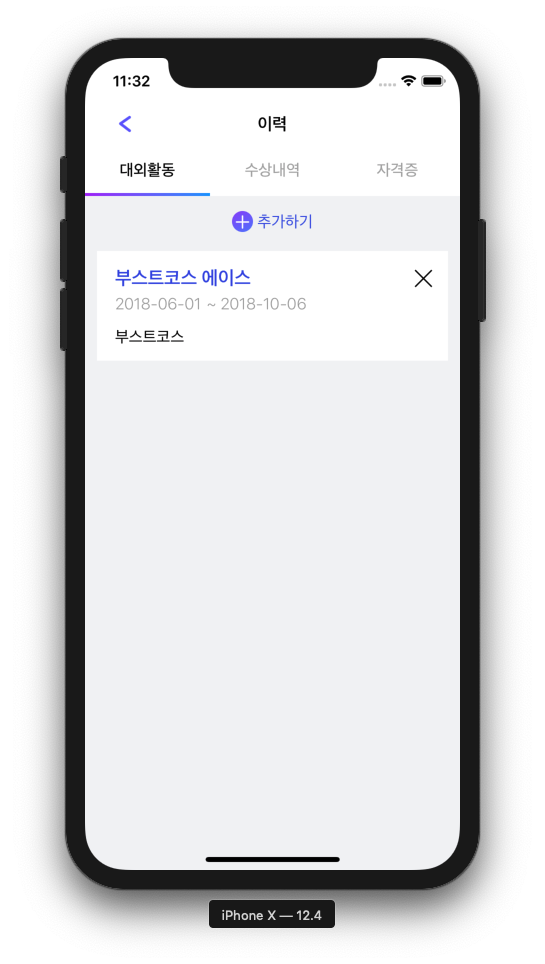 11:32
이력
대외활동 수상내역 자격증
추가하기
부스트코스 에이스
2018-06-01 ~ 2018-10-06
부스트코스
iPhone X — 12.4